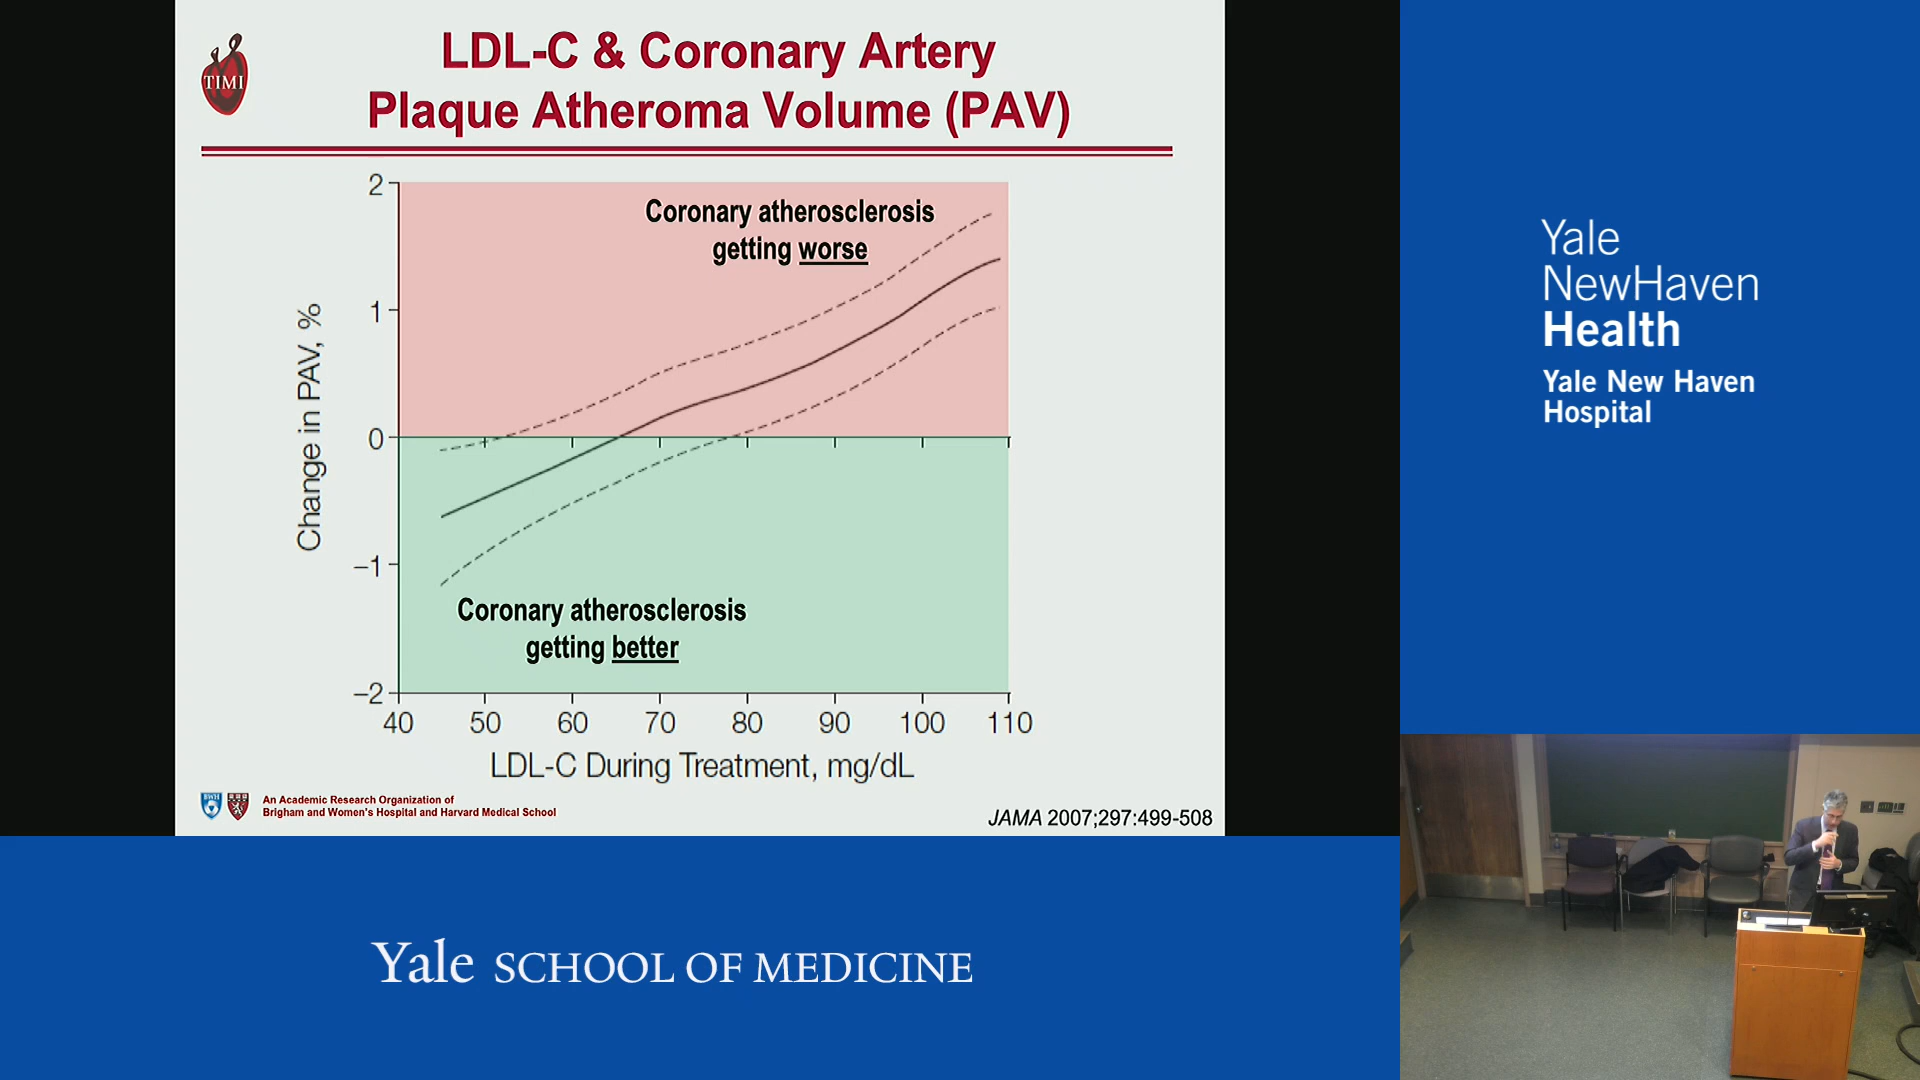 TIMI
LDL-C & Coronary Artery
Plaque Atheroma Volume (PAV)
Coronary atherosclerosis
getting worse
Coronary atherosclerosis
getting better
Change in PAV, %
2
1
0
–1
–2
40 50 60 70 80 90 100 110
LDL-C During Treatment, mg/dL
BWH
An Academic Research Organization of
Brigham and Women's Hospital and Harvard Medical School
JAMA 2007;297:499-508
Yale
NewHaven
Health
Yale New Haven
Hospital
Yale SCHOOL OF MEDICINE